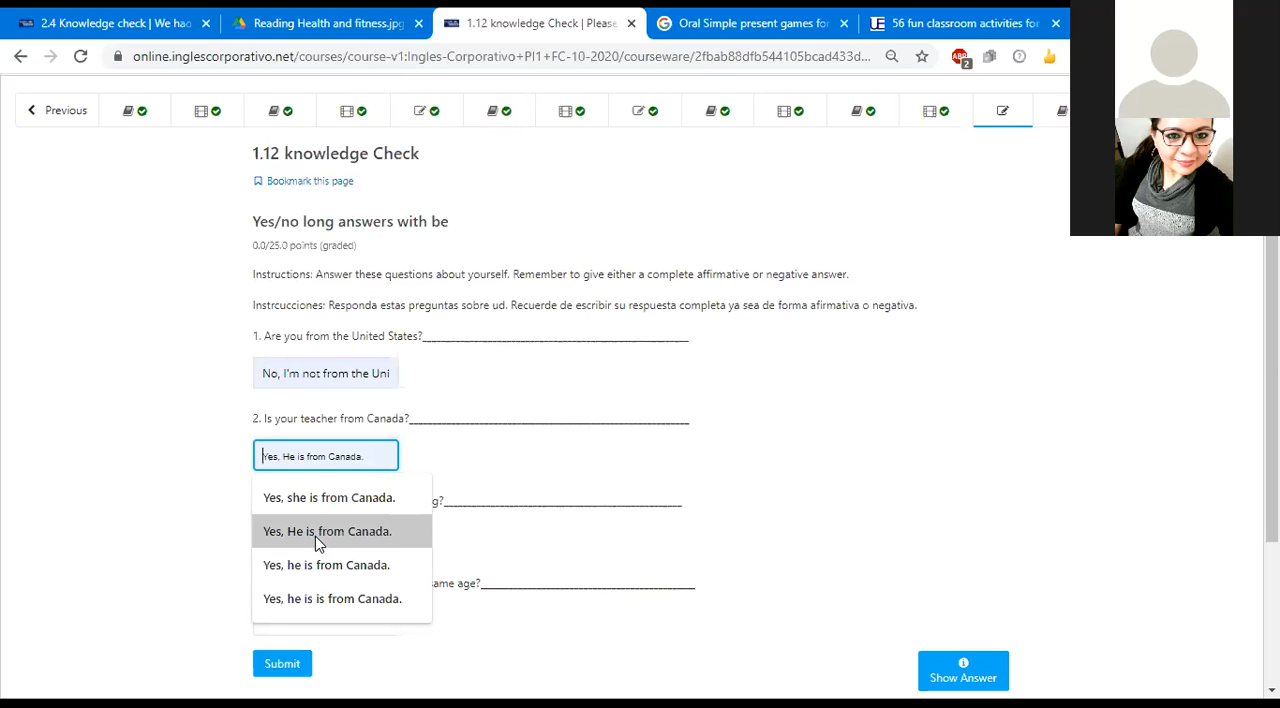 2.4 Knowledge check | We had
Reading Health and fitness.jpg
1.12 knowledge Check | Please
Oral Simple present games for
56 fun classroom activities for
online.inglescorporativo.net/courses/course-v1:Ingles-Corporativo+PI1+FC-10-2020/courseware/2fbab88dfb544105bcad433d...
2
Previous
1.12 knowledge Check
Bookmark this page
Yes/no long answers with be
0.0/25.0 points (graded)
Instructions: Answer these questions about yourself. Remember to give either a complete affirmative or negative answer.
Instrcucciones: Responda estas preguntas sobre ud. Recuerde de escribir su respuesta completa ya sea de forma afirmativa o negativa.
1. Are you from the United States?
No, I'm not from the Uni
2. Is your teacher from Canada?
Yes, He is from Canada.
Yes, she is from Canada.
g?
Yes, He is from Canada.
Yes, he is from Canada.
ame age?
Yes, he is is from Canada.
Submit
Show Answer